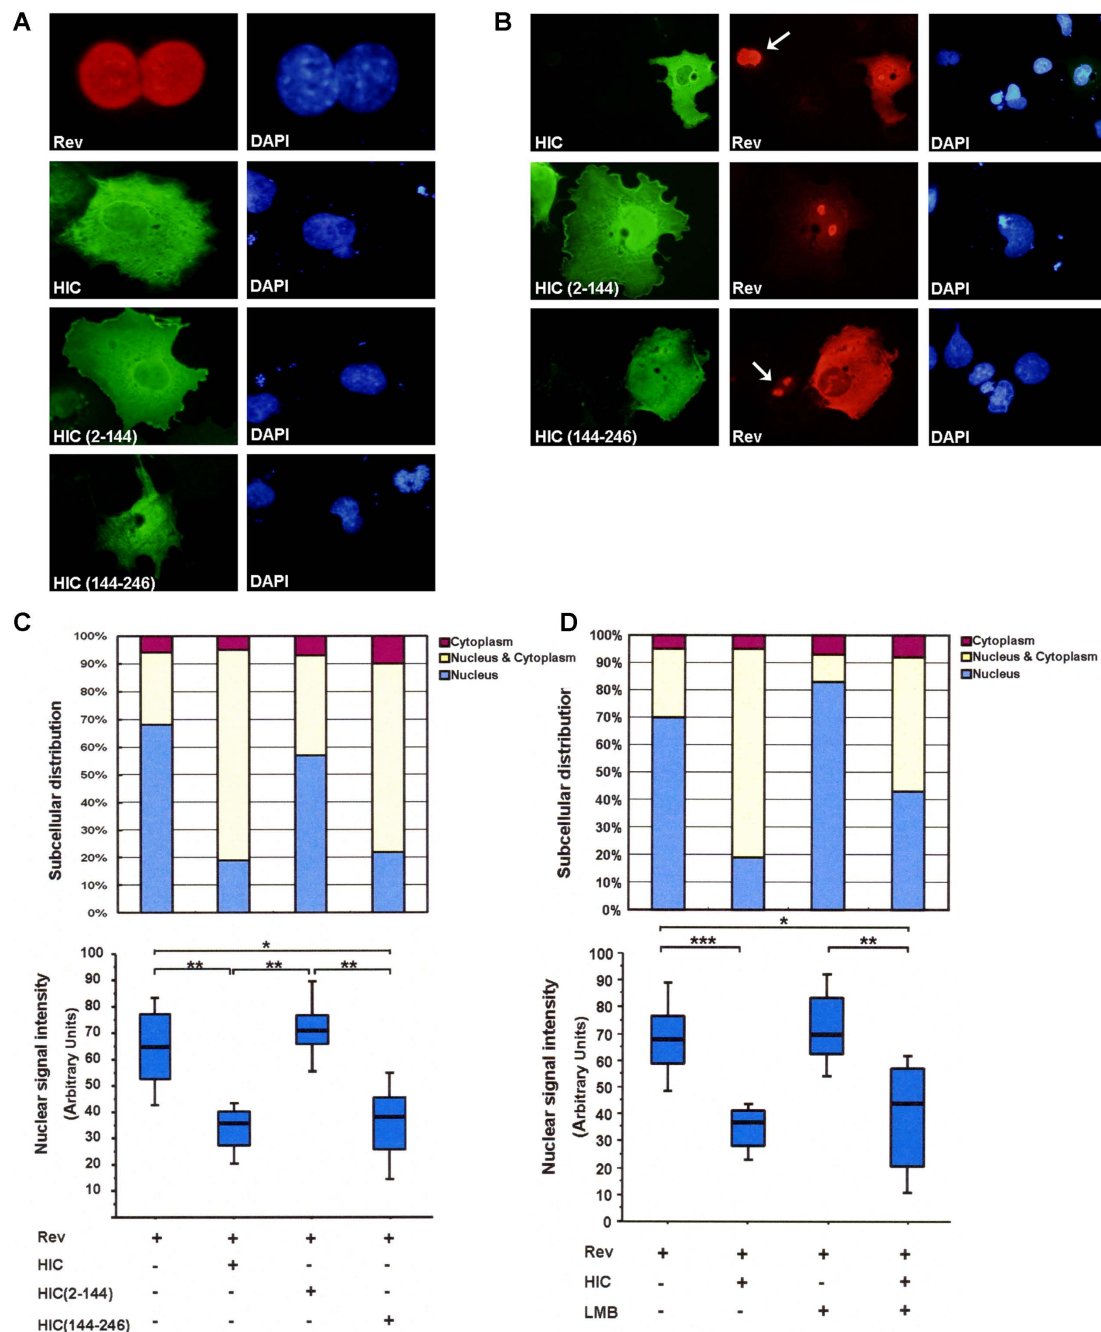 A
Rev
DAPI
HIC
DAPI
HIC (2-144)
DAPI
HIC (144-246)
DAPI
B
HIC
Rev
DAPI
HIC (2-144)
Rev
DAPI
HIC (144-246)
Rev
DAPI
C
Subcellular distribution
100%
90%
80%
70%
60%
50%
40%
30%
20%
10%
0%
Cytoplasm
Nucleus & Cytoplasm
Nucleus
Nuclear signal intensity
(Arbitrary Units)
100
90
80
70
60
50
40
30
20
10
*
** ** **
Rev + + + +
HIC - + - -
HIC(2-144) - - + -
HIC(144-246) - - - +
D
Subcellular distributior
100%
90%
80%
70%
60%
50%
40%
30%
20%
10%
0%
Cytoplasm
Nucleus & Cytoplasm
Nucleus
Nuclear signal intensity
(Arbitrary Units)
100
90
80
70
60
50
40
30
20
10
0
*
*** **
Rev + + + +
HIC - + - +
LMB - - + +